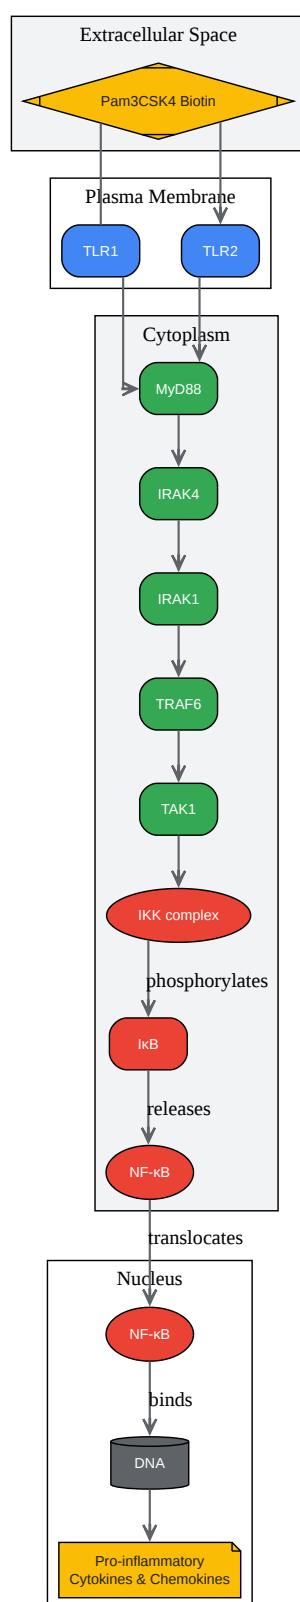 Extracellular Space
Pam3CSK4 Biotin
Plasma Membrane
TLR1
TLR2
Cytoplasm
MyD88
IRAK4
IRAK1
TRAF6
TAK1
IKK complex
phosphorylates
IκB
releases
NF-κB
translocates
Nucleus
NF-κB
binds
DNA
Pro-inflammatory
Cytokines & Chemokines